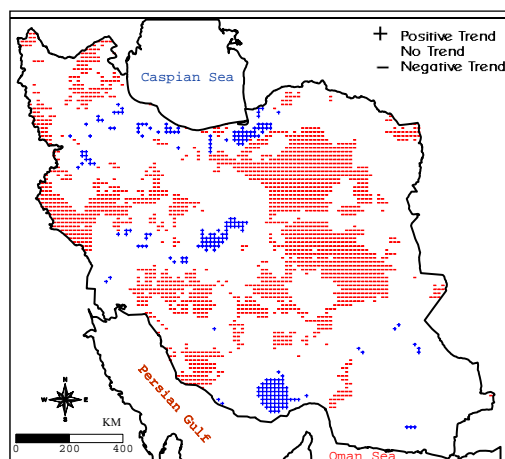 + Positive Trend
No Trend
− Negative Trend
Caspian Sea
Persian Gulf
N
W E
S
KM
0 200 400
Oman Sea